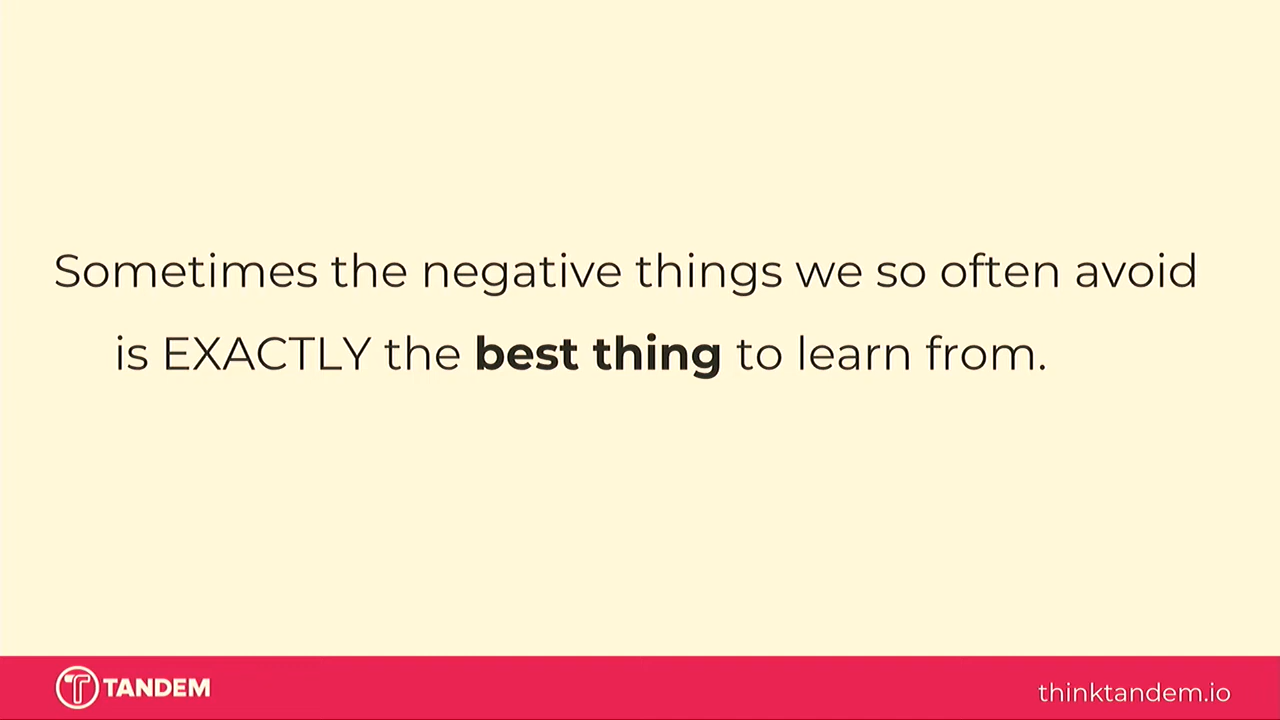 Sometimes the negative things we so often avoid
is EXACTLY the best thing to learn from.
TANDEM
thinktandem.io